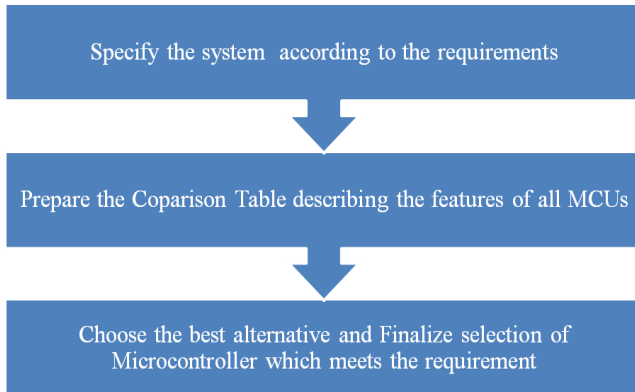 Specify the system according to the requirements
Prepare the Coparison Table describing the features of all MCUs
Choose the best alternative and Finalize selection of
Microcontroller which meets the requirement